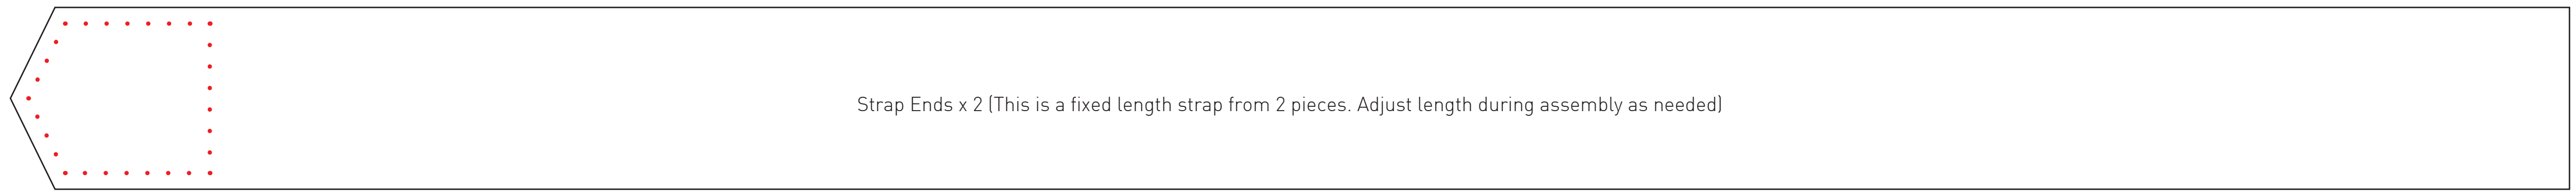 Strap Ends x 2 (This is a fixed length strap from 2 pieces. Adjust length during assembly as needed)